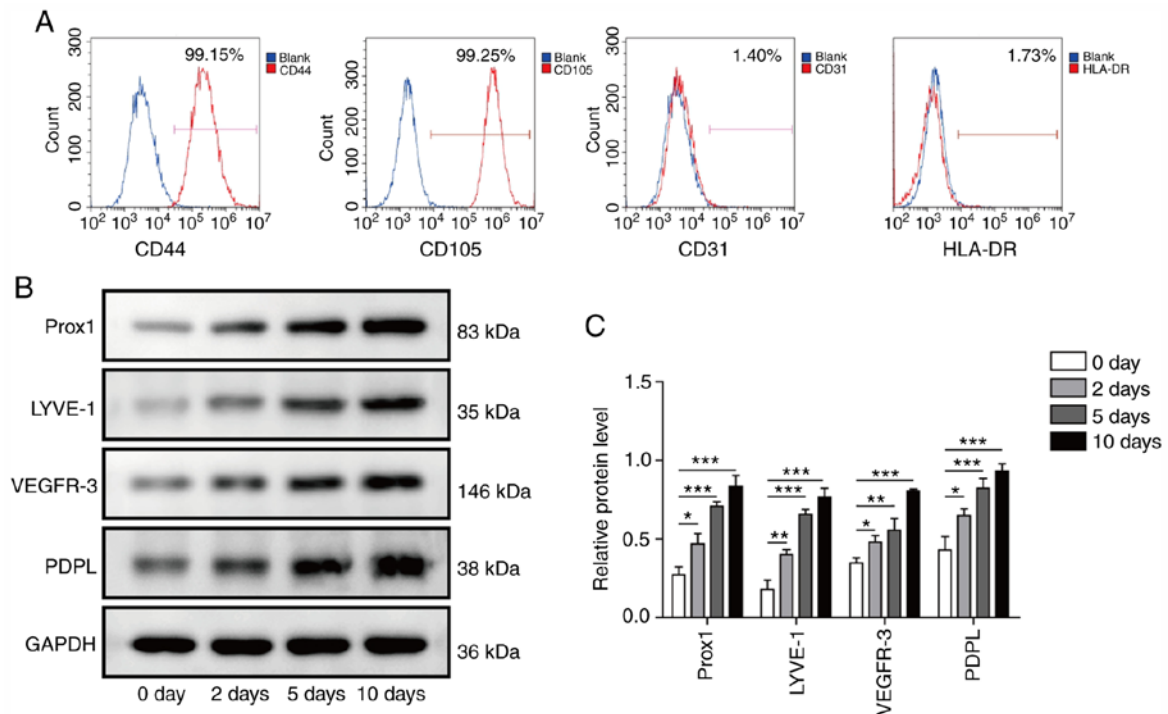 A
99.15%
Blank
CD44
Count
300
200
100
0
10² 10³ 10⁴ 10⁵ 10⁶ 10⁷
CD44
99.25%
Blank
CD105
Count
300
200
100
0
10² 10³ 10⁴ 10⁵ 10⁶ 10⁷
CD105
1.40%
Blank
CD31
Count
300
200
100
0
10² 10³ 10⁴ 10⁵ 10⁶ 10⁷
CD31
1.73%
Blank
HLA-DR
Count
300
200
100
0
10² 10³ 10⁴ 10⁵ 10⁶ 10⁷
HLA-DR
B
Prox1 83 kDa
LYVE-1 35 kDa
VEGFR-3 146 kDa
PDPL 38 kDa
GAPDH 36 kDa
0 day 2 days 5 days 10 days
C
0 day
2 days
5 days
10 days
Relative protein level
1.5
1.0
0.5
0.0
*** *** *
*** *** **
*** ** *
*** *** *
Prox1
LYVE-1
VEGFR-3
PDPL